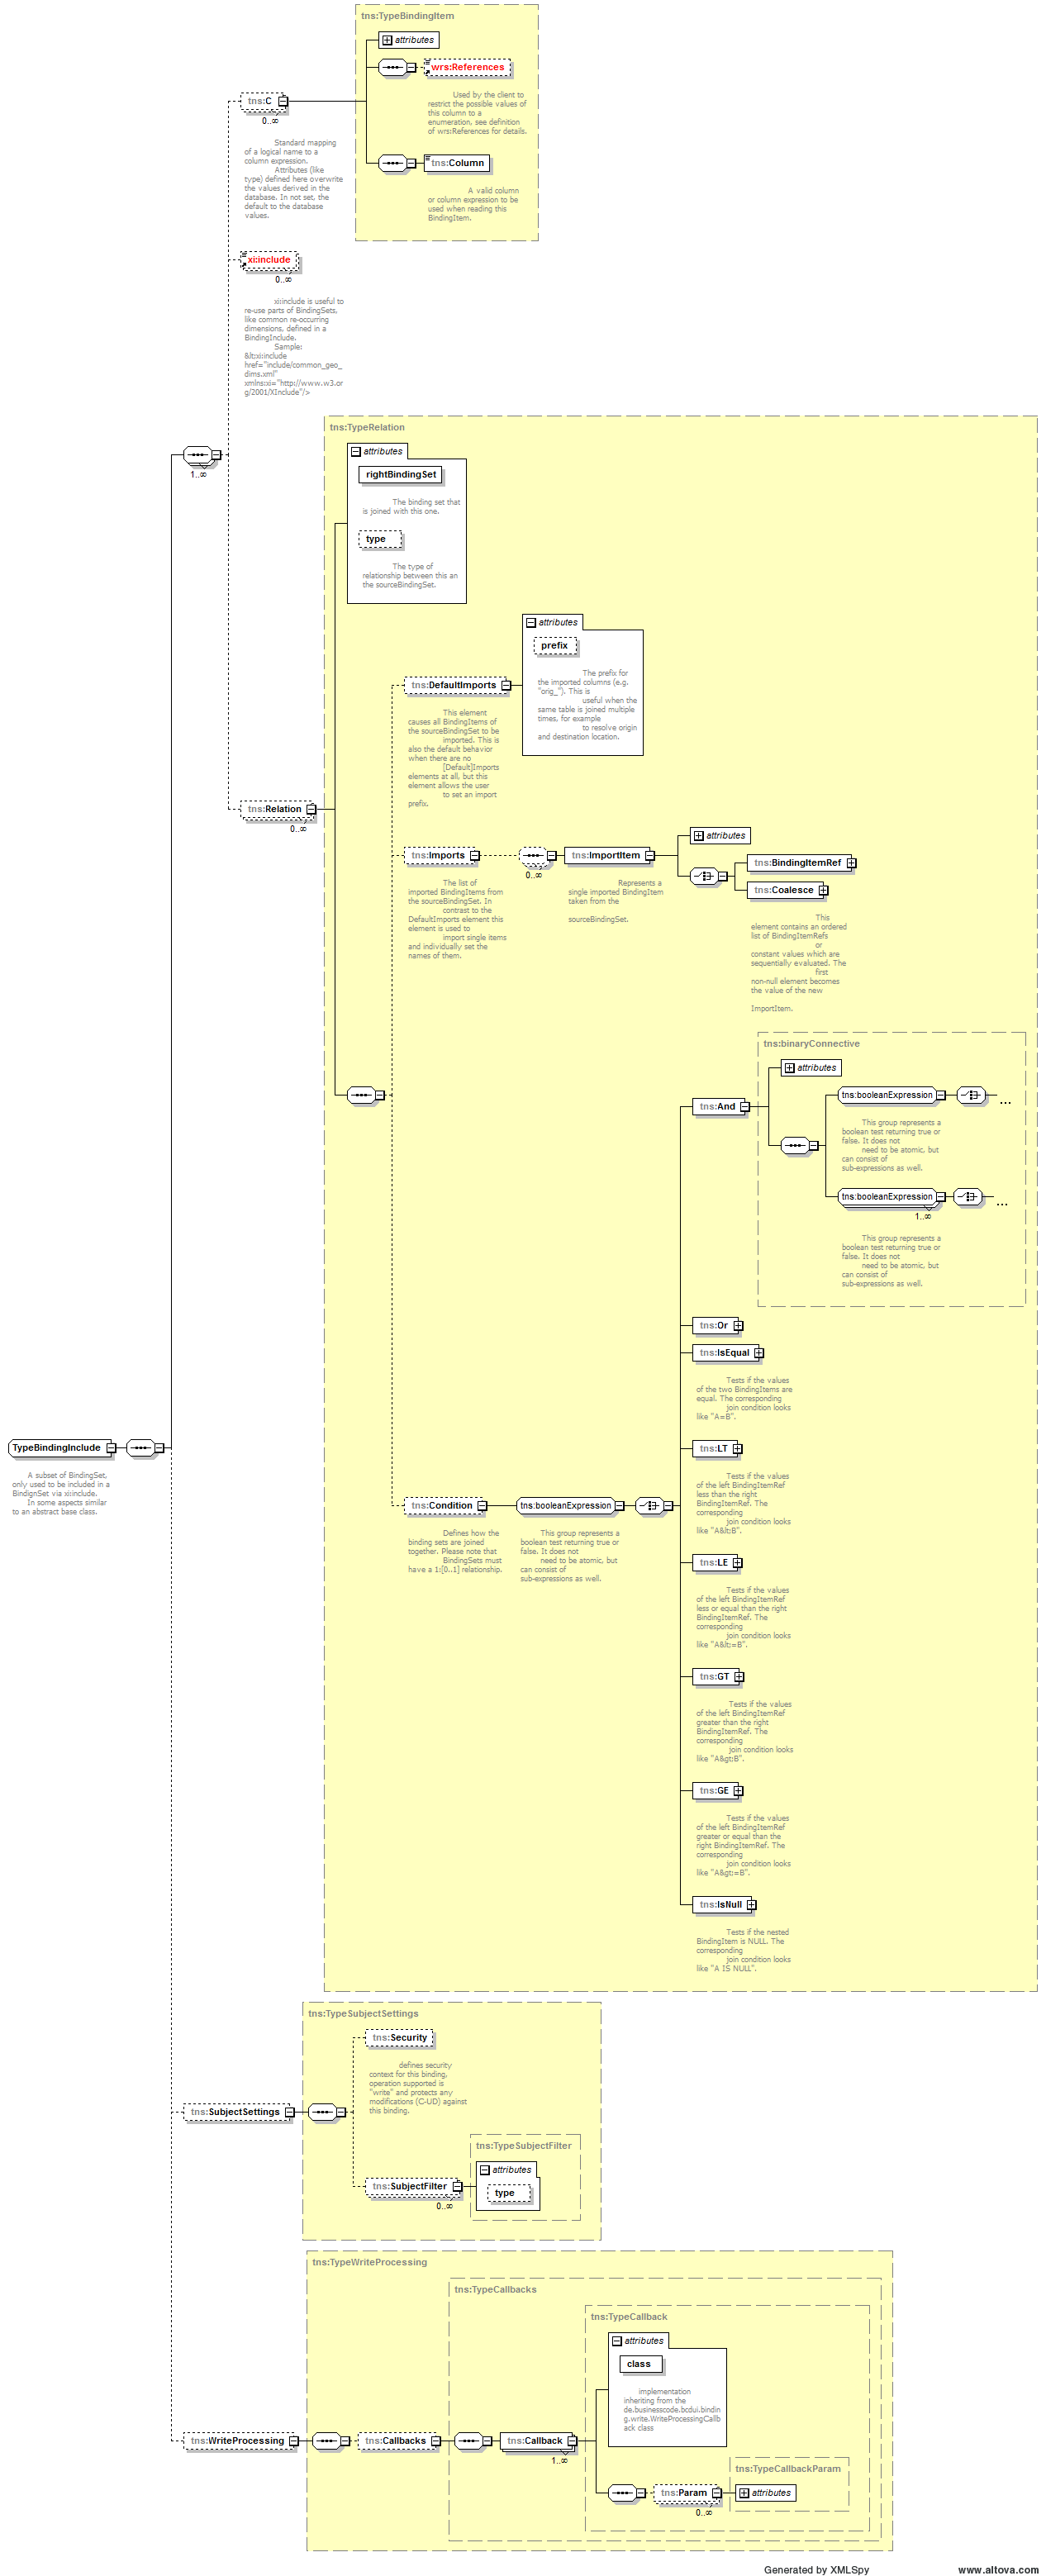 tns:TypeBindingItem
attributes
wrs:References
Used by the client to
restrict the possible values of
this column to a
enumeration, see definition
of wrs:References for details.
tns:C
0..∞
Standard mapping
of a logical name to a
column expression.
Attributes (like
type) defined here overwrite
the values derived in the
database. In not set, the
default to the database
values.
tns:Column
A valid column
or column expression to be
used when reading this
BindingItem.
xi:include
0..∞
xi:include is useful to
re-use parts of BindingSets,
like common re-occurring
dimensions, defined in a
BindingInclude.
Sample:
&lt;xi:include
href="include/common_geo_
dims.xml"
xmlns:xi="http://www.w3.or
g/2001/XInclude"/>
1..∞
tns:TypeRelation
attributes
rightBindingSet
The binding set that
is joined with this one.
type
The type of
relationship between this an
the sourceBindingSet.
attributes
prefix
The prefix for
the imported columns (e.g.
"orig_"). This is
useful when the
same table is joined multiple
times, for example
to resolve origin
and destination location.
tns:DefaultImports
This element
causes all BindingItems of
the sourceBindingSet to be
imported. This is
also the default behavior
when there are no
[Default]Imports
elements at all, but this
element allows the user
to set an import
prefix.
tns:Relation
0..∞
tns:Imports
The list of
imported BindingItems from
the sourceBindingSet. In
contrast to the
DefaultImports element this
element is used to
import single items
and individually set the
names of them.
0..∞
tns:ImportItem
Represents a
single imported BindingItem
taken from the
sourceBindingSet.
attributes
tns:BindingItemRef
tns:Coalesce
This
element contains an ordered
list of BindingItemRefs
or
constant values which are
sequentially evaluated. The
first
non-null element becomes
the value of the new
ImportItem.
tns:binaryConnective
attributes
tns:And
tns:booleanExpression
...
This group represents a
boolean test returning true or
false. It does not
need to be atomic, but
can consist of
sub-expressions as well.
tns:booleanExpression
...
1..∞
This group represents a
boolean test returning true or
false. It does not
need to be atomic, but
can consist of
sub-expressions as well.
tns:Or
tns:IsEqual
Tests if the values
of the two BindingItems are
equal. The corresponding
join condition looks
like "A=B".
TypeBindingInclude
A subset of BindingSet,
only used to be included in a
BindignSet via xi:include.
In some aspects similar
to an abstract base class.
tns:LT
Tests if the values
of the left BindingItemRef
less than the right
BindingItemRef. The
corresponding
join condition looks
like "A&lt;B".
tns:Condition
Defines how the
binding sets are joined
together. Please note that
BindingSets must
have a 1:[0..1] relationship.
tns:booleanExpression
This group represents a
boolean test returning true or
false. It does not
need to be atomic, but
can consist of
sub-expressions as well.
tns:LE
Tests if the values
of the left BindingItemRef
less or equal than the right
BindingItemRef. The
corresponding
join condition looks
like "A&lt;=B".
tns:GT
Tests if the values
of the left BindingItemRef
greater than the right
BindingItemRef. The
corresponding
join condition looks
like "A&gt;B".
tns:GE
Tests if the values
of the left BindingItemRef
greater or equal than the
right BindingItemRef. The
corresponding
join condition looks
like "A&gt;=B".
tns:IsNull
Tests if the nested
BindingItem is NULL. The
corresponding
join condition looks
like "A IS NULL".
tns:TypeSubjectSettings
tns:Security
defines security
context for this binding,
operation supported is
"write" and protects any
modifications (C-UD) against
this binding.
tns:SubjectSettings
tns:TypeSubjectFilter
attributes
type
tns:SubjectFilter
0..∞
tns:TypeWriteProcessing
tns:TypeCallbacks
tns:TypeCallback
attributes
class
implementation
inheriting from the
de.businesscode.bcdui.bindin
g.write.WriteProcessingCallb
ack class
tns:WriteProcessing
tns:Callbacks
tns:Callback
1..∞
tns:TypeCallbackParam
tns:Param
0..∞
attributes
Generated by XMLSpy
www.altova.com